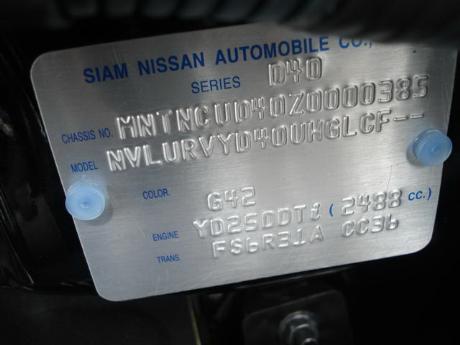 SIAM NISSAN AUTOMOBILE CO.,
SERIES D40
CHASSIS NO. MNTNCUD40Z0000385
MODEL NVLURVYD40UHGLCF--
COLOR G42
ENGINE YD25DDTi (2488 CC.)
TRANS. FS6R31A CC36